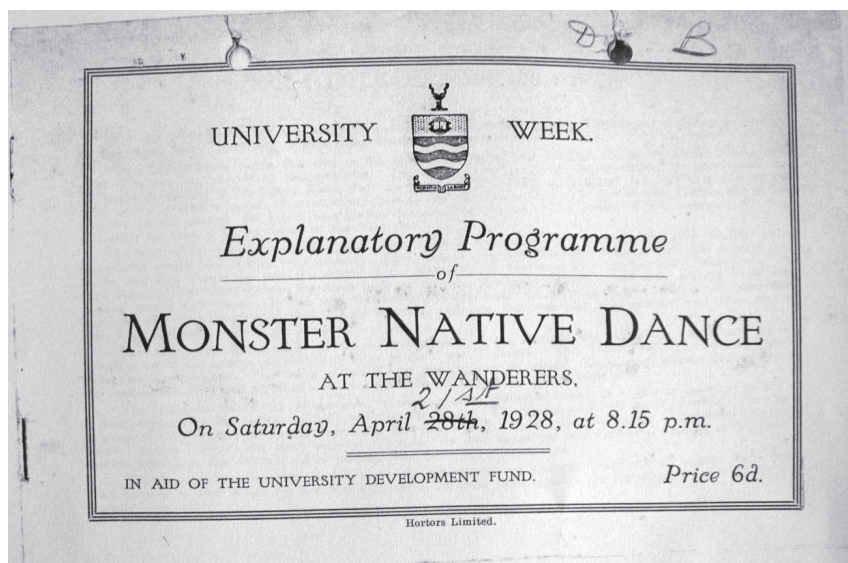 B
UNIVERSITY WEEK.
Explanatory Programme
of
MONSTER NATIVE DANCE
AT THE WANDERERS,
21st
On Saturday, April 28th, 1928, at 8.15 p.m.
IN AID OF THE UNIVERSITY DEVELOPMENT FUND. Price 6d.
Hortors Limited.